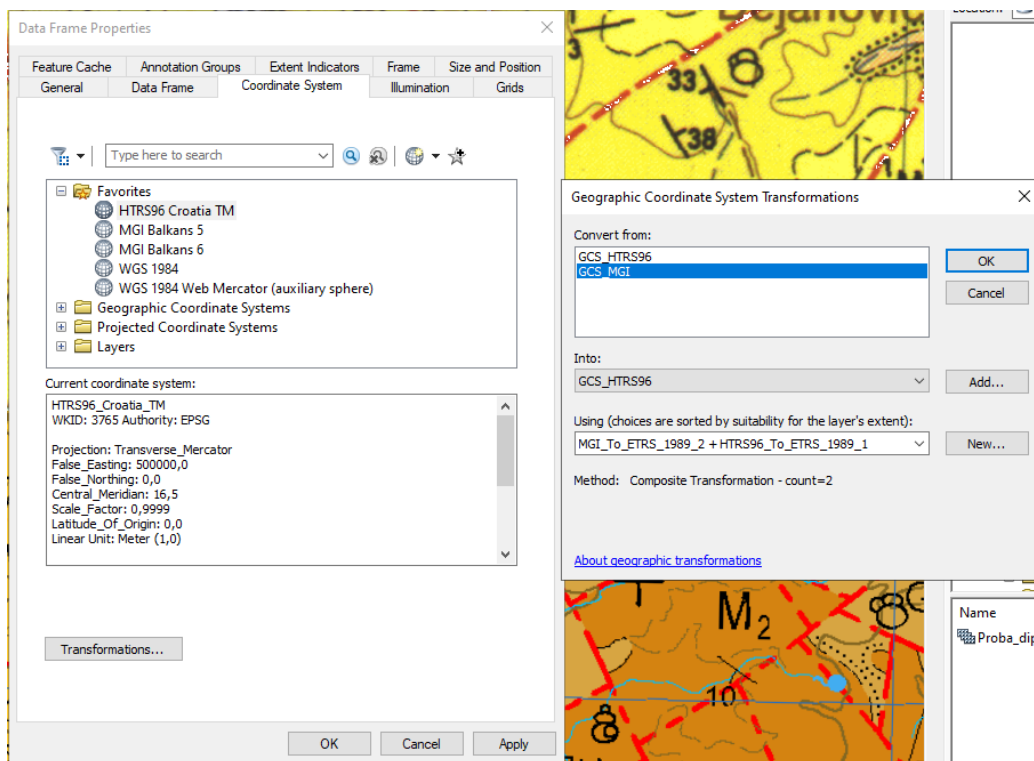 Data Frame Properties
Feature Cache Annotation Groups Extent Indicators Frame Size and Position
General Data Frame Coordinate System Illumination Grids
Type here to search
Favorites
HTRS96 Croatia TM
MGI Balkans 5
MGI Balkans 6
WGS 1984
WGS 1984 Web Mercator (auxiliary sphere)
Geographic Coordinate Systems
Projected Coordinate Systems
Layers
Current coordinate system:
HTRS96_Croatia_TM
WKID: 3765 Authority: EPSG
Projection: Transverse_Mercator
False_Easting: 500000,0
False_Northing: 0,0
Central_Meridian: 16,5
Scale_Factor: 0,9999
Latitude_Of_Origin: 0,0
Linear Unit: Meter (1,0)
Transformations...
OK Cancel Apply
3
33
38
Geographic Coordinate System Transformations
Convert from:
GCS_HTRS96
GCS_MGI
OK
Cancel
Into:
GCS_HTRS96
Add...
Using (choices are sorted by suitability for the layer's extent):
MGI_To_ETRS_1989_2 + HTRS96_To_ETRS_1989_1
New...
Method: Composite Transformation - count=2
About geographic transformations
M2
10
Name
Proba_dip